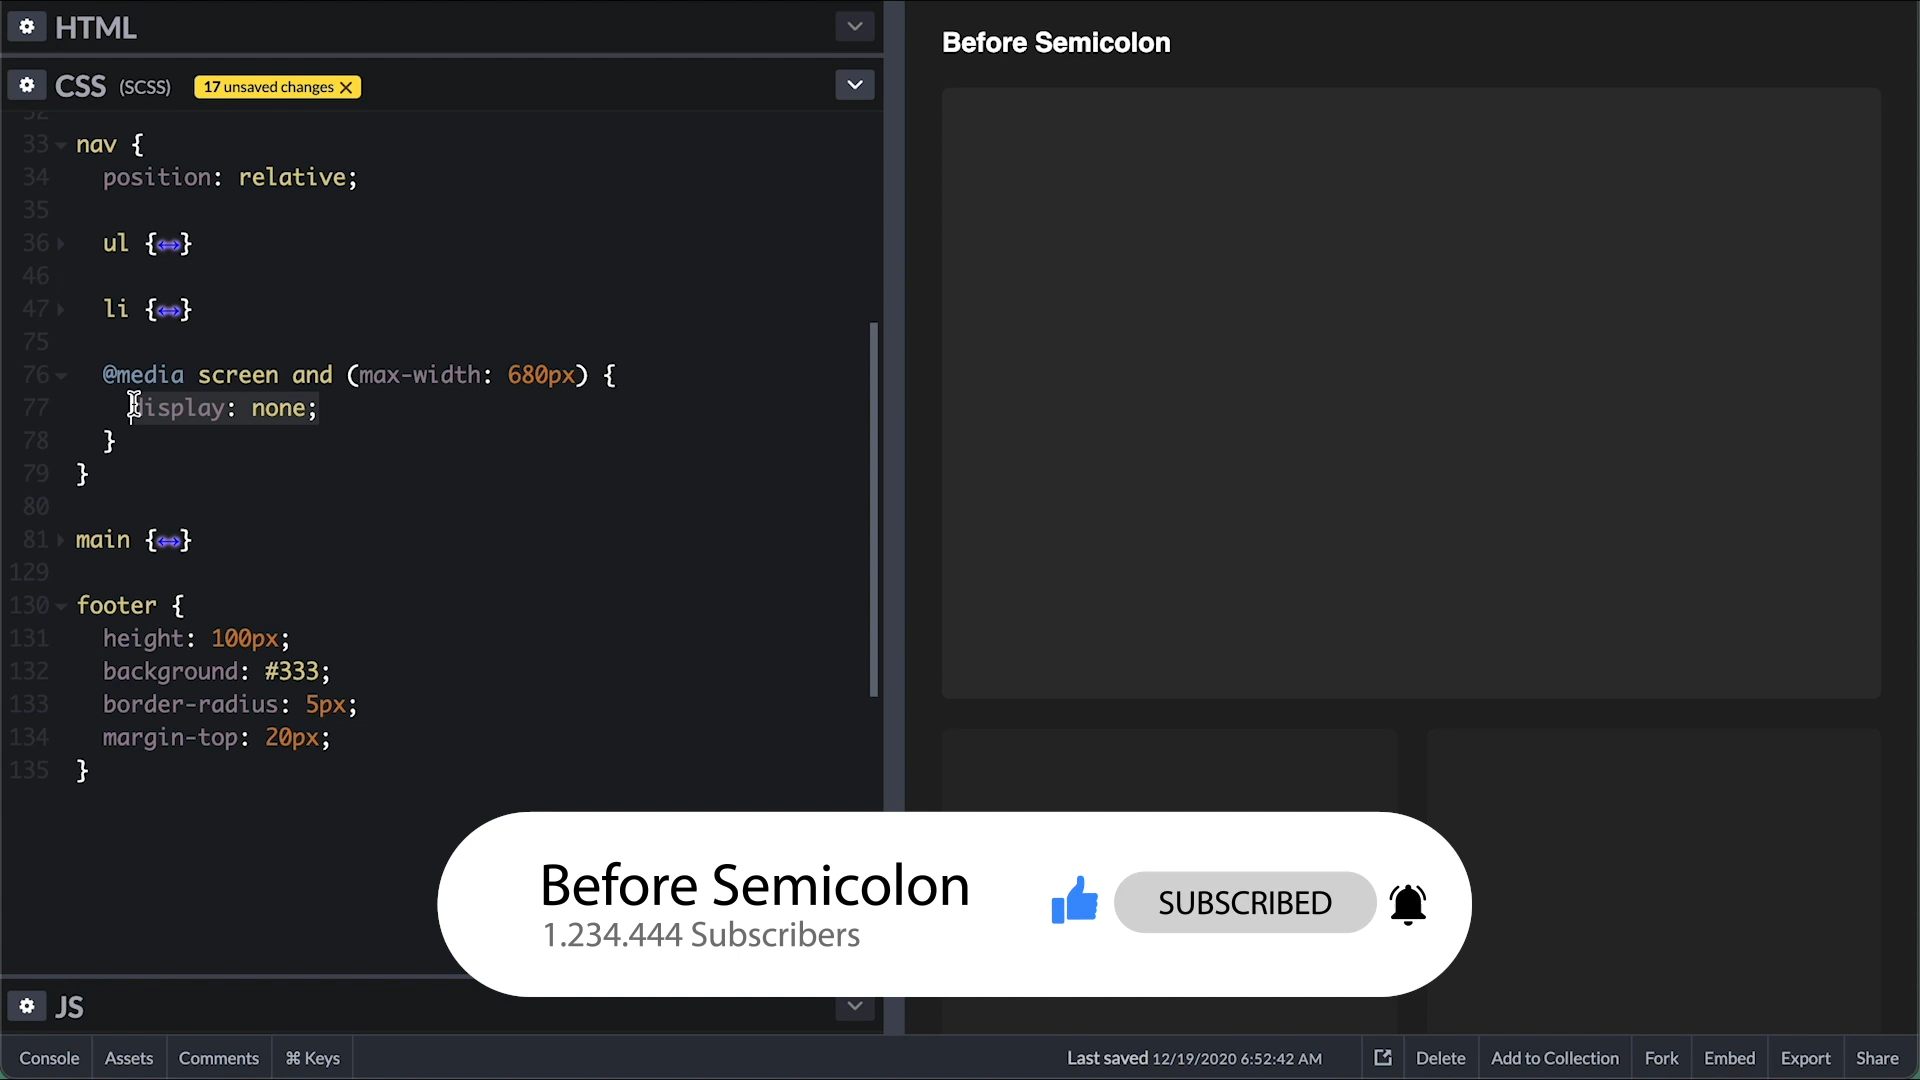 HTML
CSS (SCSS) 17 unsaved changes
32
33 nav {
34 position: relative;
35
36 ul {↔}
46
47 li {↔}
75
76 @media screen and (max-width: 680px) {
77 display: none;
78 }
79 }
80
81 main {↔}
129
130 footer {
131 height: 100px;
132 background: #333;
133 border-radius: 5px;
134 margin-top: 20px;
135 }
JS
Before Semicolon
Before Semicolon
1.234.444 Subscribers
SUBSCRIBED
Console Assets Comments ⌘ Keys Last saved 12/19/2020 6:52:42 AM Delete Add to Collection Fork Embed Export Share